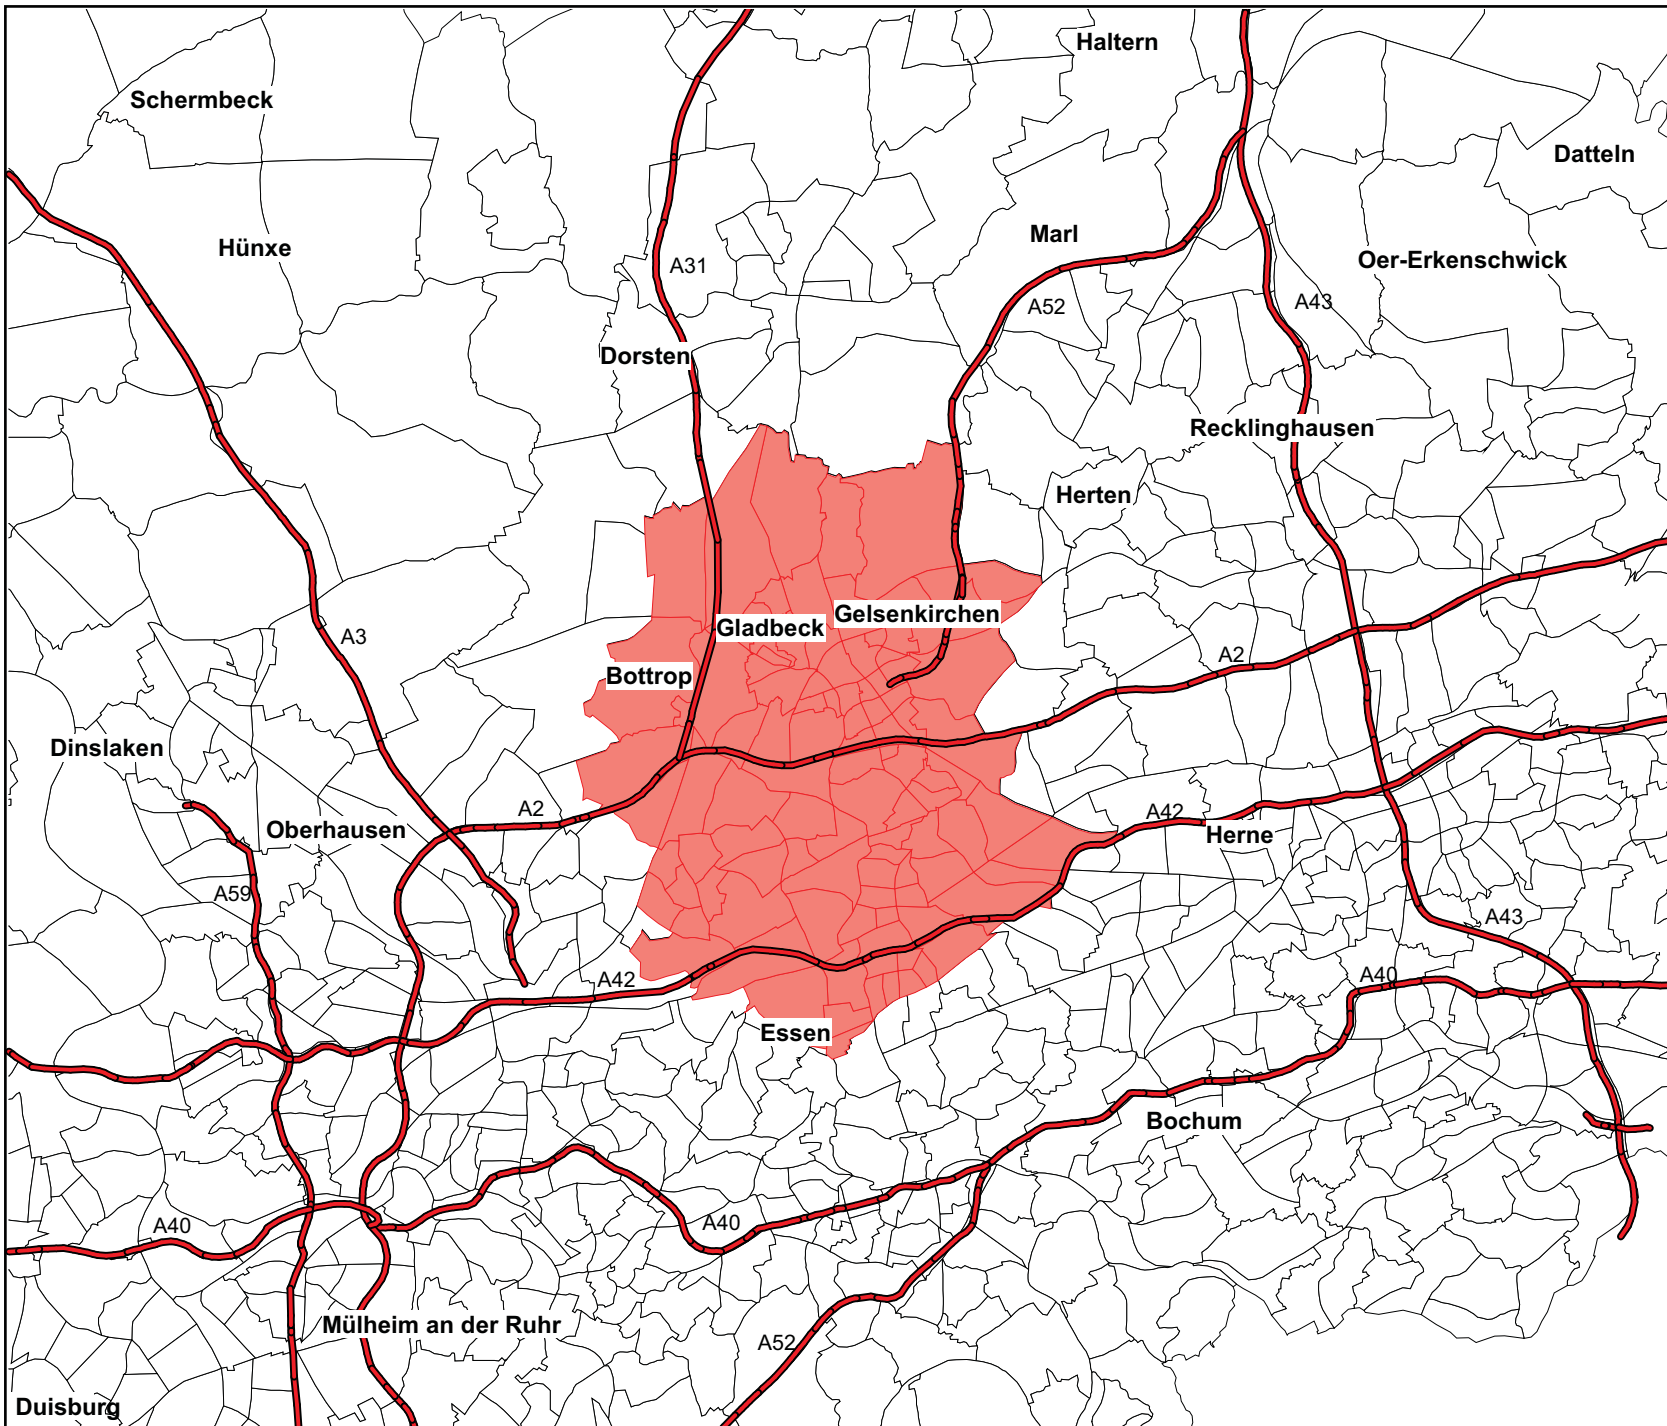 Haltern
Schermbeck
Datteln
Marl
Hünxe
Oer-Erkenschwick
A31
A43
A52
Dorsten
Recklinghausen
Herten
Gelsenkirchen
Gladbeck
A3
A2
Bottrop
Dinslaken
A2
A42
Oberhausen
Herne
A59
A43
A40
A42
Essen
Bochum
A40
A40
Mülheim an der Ruhr
A52
Duisburg